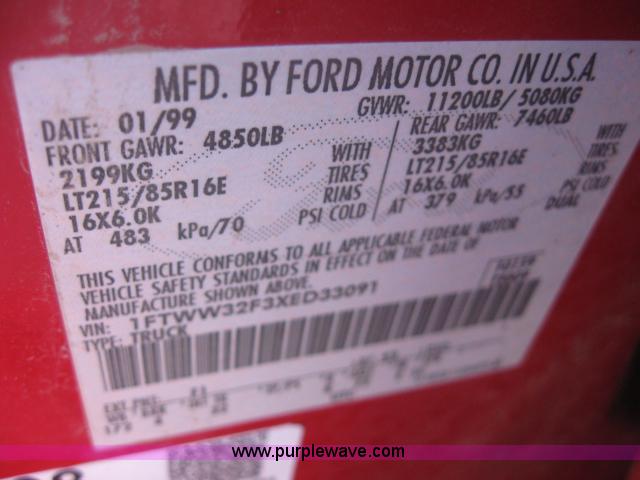 MFD. BY FORD MOTOR CO. IN U.S.A.
DATE: 01/99 GVWR: 11200LB/ 5080KG
FRONT GAWR: 4850LB REAR GAWR: 7460LB
2199KG WITH 3383KG WITH
LT215/85R16E TIRES LT215/85R16E TIRES
16X6.0K RIMS 16X6.0K RIMS
AT 483 kPa/70 PSI COLD AT 379 kPa/55 DUAL
THIS VEHICLE CONFORMS TO ALL APPLICABLE FEDERAL MOTOR
VEHICLE SAFETY STANDARDS IN EFFECT ON THE DATE OF
MANUFACTURE SHOWN ABOVE.
VIN: 1FTWW32F3XED33091
TYPE: TRUCK
EXT PNT:
www.purplewave.com